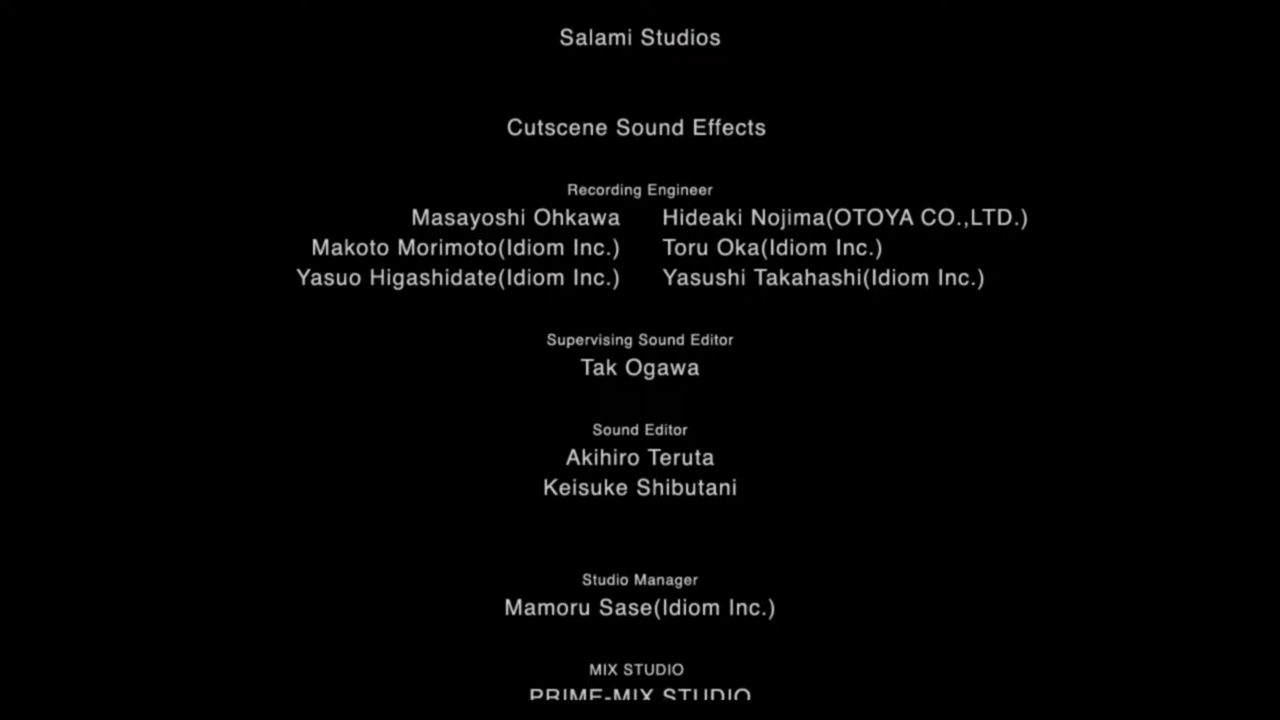 Salami Studios
Cutscene Sound Effects
Recording Engineer
Masayoshi Ohkawa Hideaki Nojima(OTOYA CO.,LTD.)
Makoto Morimoto(Idiom Inc.) Toru Oka(Idiom Inc.)
Yasuo Higashidate(Idiom Inc.) Yasushi Takahashi(Idiom Inc.)
Supervising Sound Editor
Tak Ogawa
Sound Editor
Akihiro Teruta
Keisuke Shibutani
Studio Manager
Mamoru Sase(Idiom Inc.)
MIX STUDIO
PRIME-MIX STUDIO